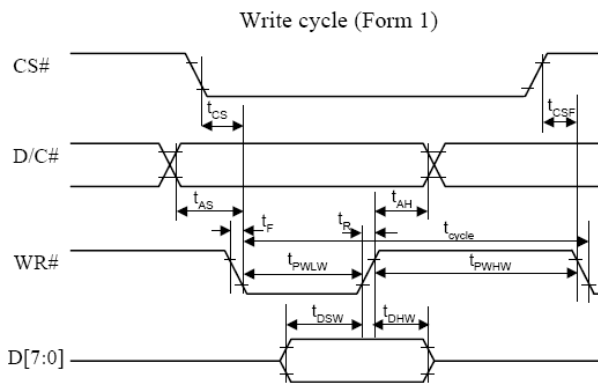 Write cycle (Form 1)
CS#
tCS
tCSF
D/C#
tAS
tAH
tF
tR
tcycle
WR#
tPWLW
tPWHW
tDSW
tDHW
D[7:0]